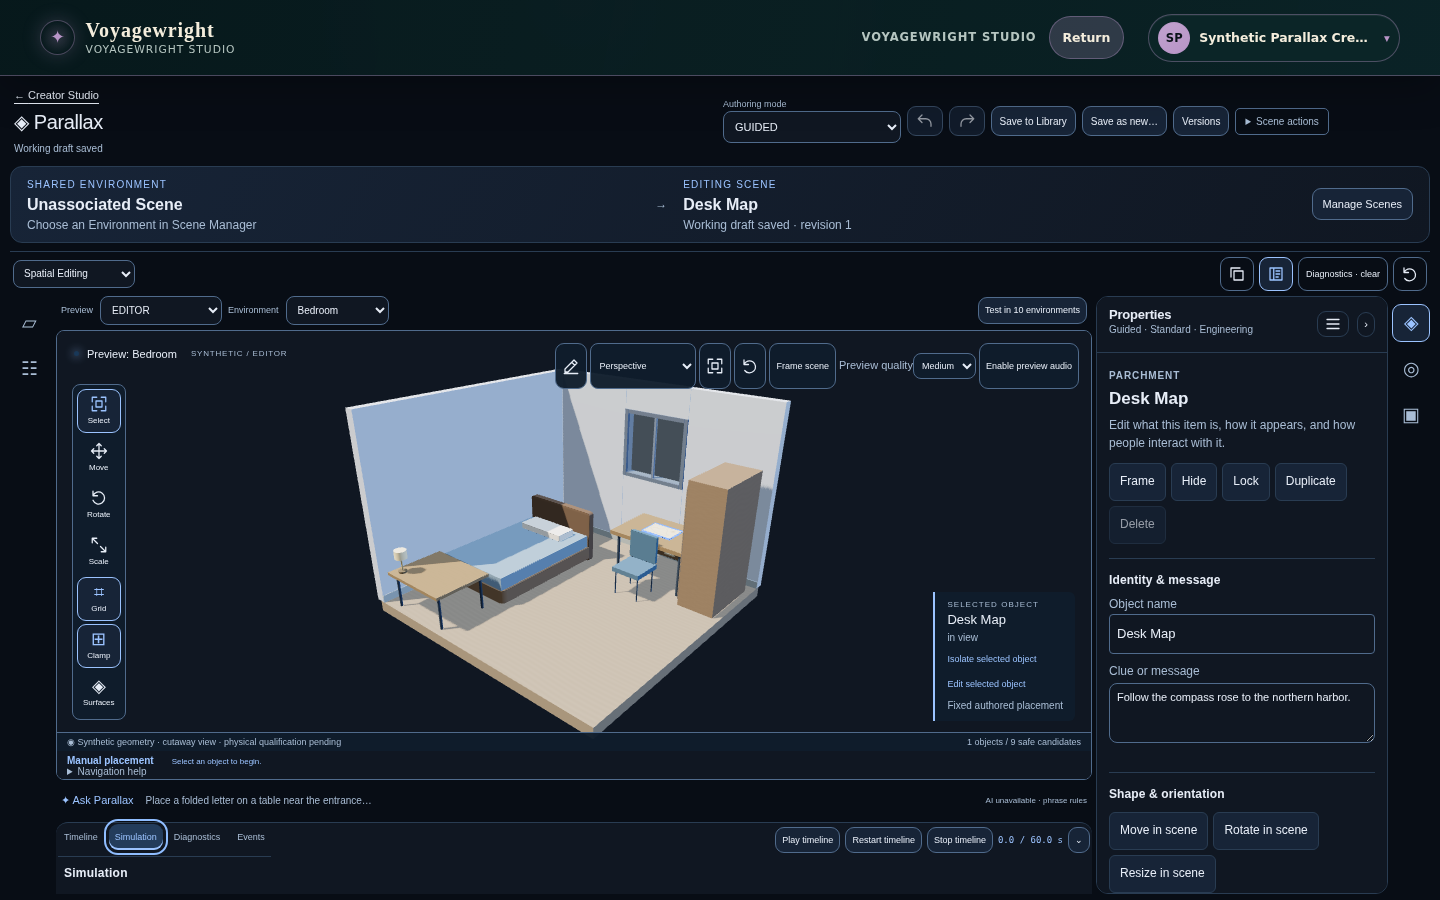 Voyagewright
VOYAGEWRIGHT STUDIO
VOYAGEWRIGHT STUDIO
Return
SP
Synthetic Parallax Cre…
← Creator Studio
◈ Parallax
Working draft saved
Authoring mode
GUIDED
Save to Library
Save as new…
Versions
Scene actions
SHARED ENVIRONMENT
Unassociated Scene
Choose an Environment in Scene Manager
→
EDITING SCENE
Desk Map
Working draft saved · revision 1
Manage Scenes
Spatial Editing
Diagnostics · clear
Preview
EDITOR
Environment
Bedroom
Test in 10 environments
Preview: Bedroom
SYNTHETIC / EDITOR
Perspective
Frame scene
Preview quality
Medium
Enable preview audio
Select
Move
Rotate
Scale
Grid
Clamp
Surfaces
SELECTED OBJECT
Desk Map
in view
Isolate selected object
Edit selected object
Fixed authored placement
◉ Synthetic geometry · cutaway view · physical qualification pending
1 objects / 9 safe candidates
Manual placement
Select an object to begin.
Navigation help
✦ Ask Parallax
Place a folded letter on a table near the entrance…
AI unavailable · phrase rules
Timeline
Simulation
Diagnostics
Events
Play timeline
Restart timeline
Stop timeline
0.0 / 60.0 s
Simulation
Properties
Guided · Standard · Engineering
PARCHMENT
Desk Map
Edit what this item is, how it appears, and how
people interact with it.
Frame
Hide
Lock
Duplicate
Delete
Identity & message
Object name
Desk Map
Clue or message
Follow the compass rose to the northern harbor.
Shape & orientation
Move in scene
Rotate in scene
Resize in scene